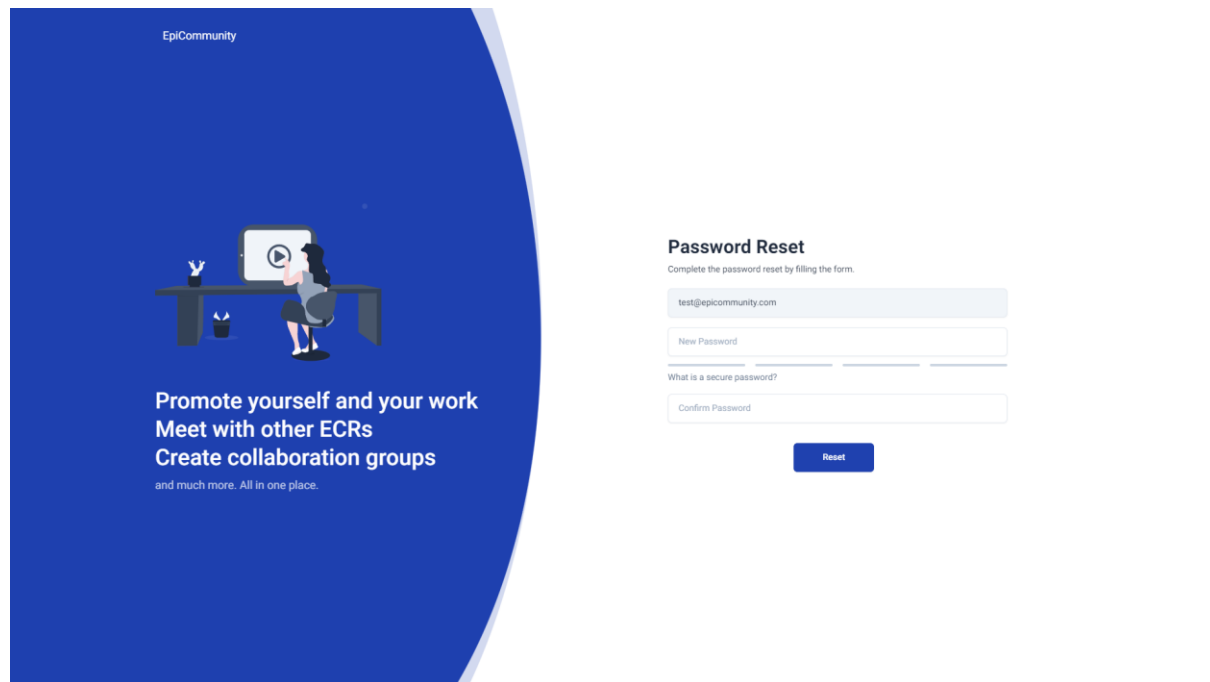 EpiCommunity
Promote yourself and your work
Meet with other ECRs
Create collaboration groups
and much more. All in one place.
Password Reset
Complete the password reset by filling the form.
test@epicommunity.com
New Password
What is a secure password?
Confirm Password
Reset